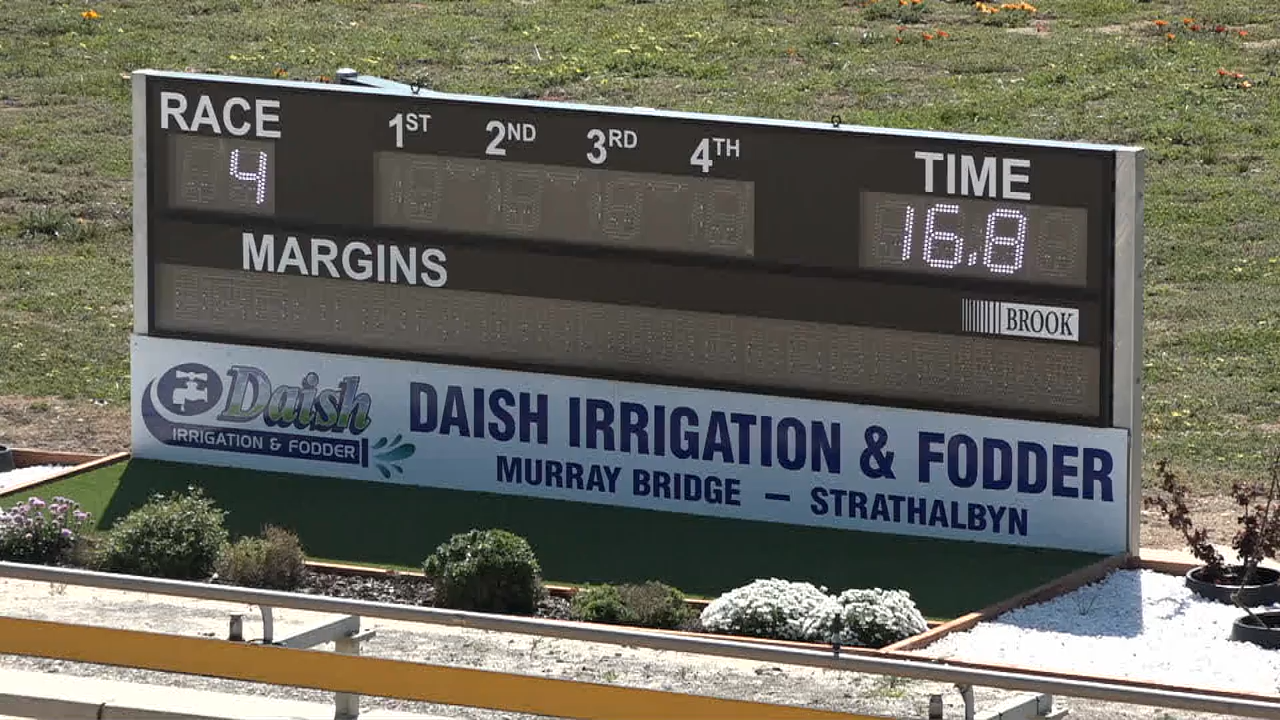 RACE 1ST 2ND 3RD 4TH TIME
4 16.8
MARGINS
BROOK
Daish
IRRIGATION & FODDER
DAISH IRRIGATION & FODDER
MURRAY BRIDGE – STRATHALBYN